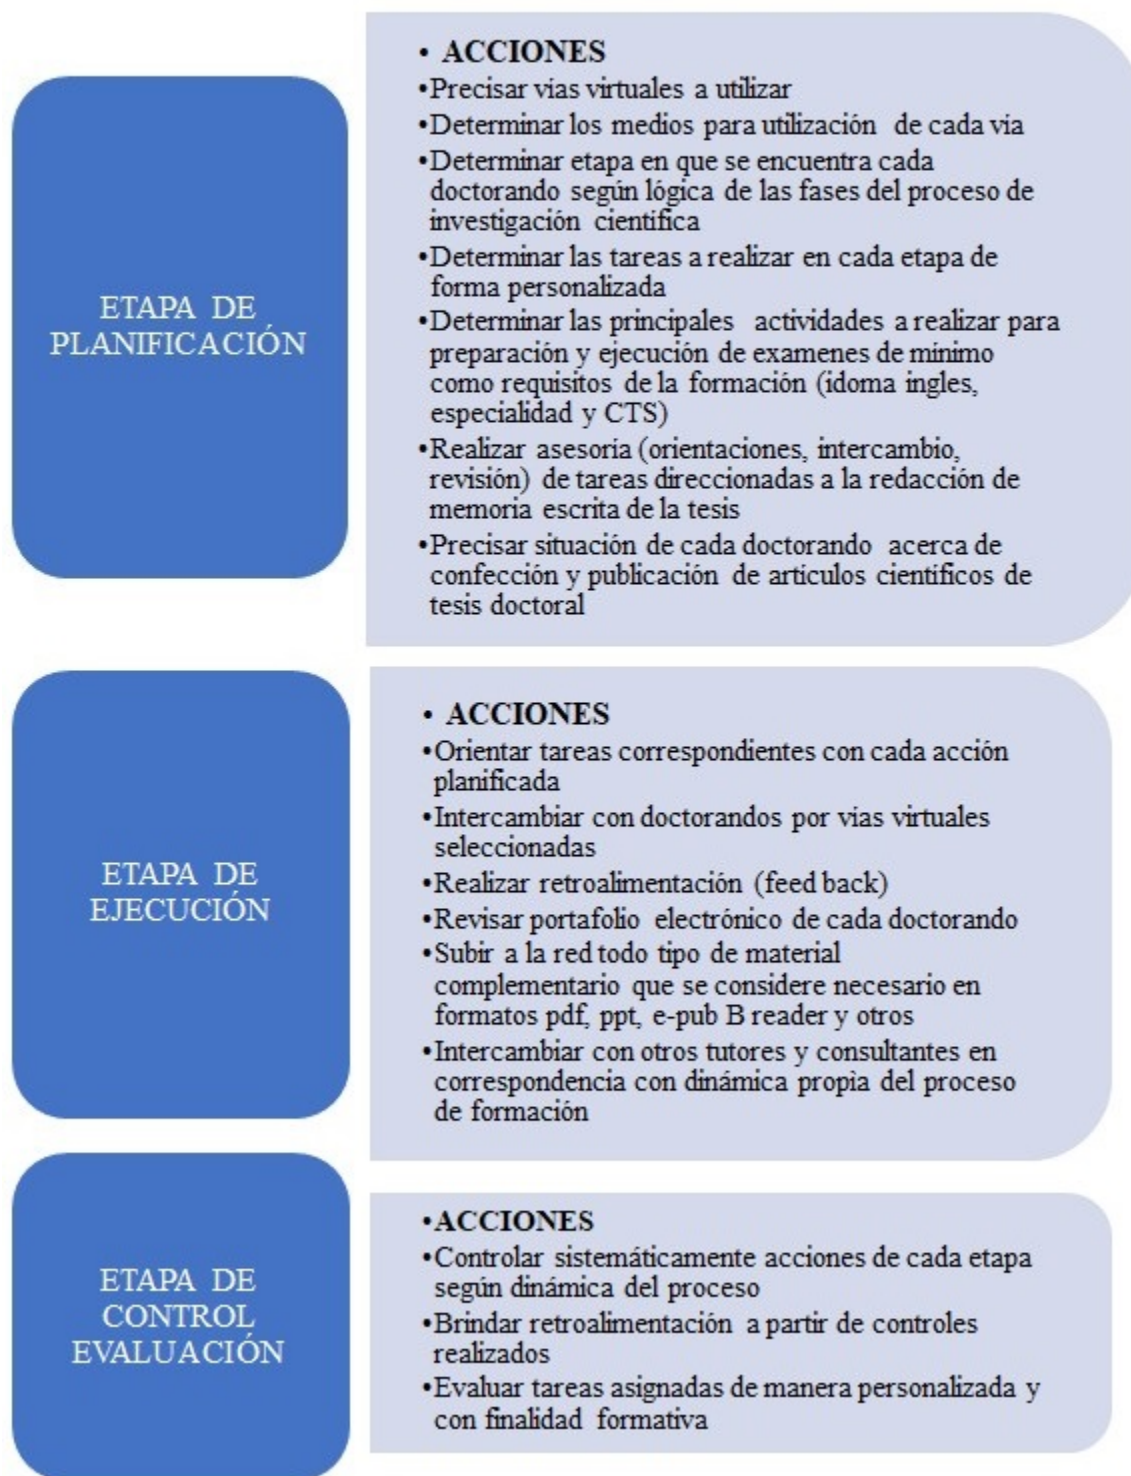 ETAPA DE
PLANIFICACIÓN
• ACCIONES
•Precisar vías virtuales a utilizar
•Determinar los medios para utilización de cada vía
•Determinar etapa en que se encuentra cada
doctorando según lógica de las fases del proceso de
investigación científica
•Determinar las tareas a realizar en cada etapa de
forma personalizada
•Determinar las principales actividades a realizar para
preparación y ejecución de examenes de mínimo
como requisitos de la formación (idoma ingles,
especialidad y CTS)
•Realizar asesoría (orientaciones, intercambio,
revisión) de tareas direccionadas a la redacción de
memoria escrita de la tesis
•Precisar situación de cada doctorando acerca de
confección y publicación de artículos científicos de
tesis doctoral
ETAPA DE
EJECUCIÓN
• ACCIONES
•Orientar tareas correspondientes con cada acción
planificada
•Intercambiar con doctorandos por vías virtuales
seleccionadas
•Realizar retroalimentación (feed back)
•Revisar portafolio electrónico de cada doctorando
•Subir a la red todo tipo de material
complementario que se considere necesario en
formatos pdf, ppt, e-pub B reader y otros
•Intercambiar con otros tutores y consultantes en
correspondencia con dinámica propia del proceso
de formación
ETAPA DE
CONTROL
EVALUACIÓN
•ACCIONES
•Controlar sistemáticamente acciones de cada etapa
según dinámica del proceso
•Brindar retroalimentación a partir de controles
realizados
•Evaluar tareas asignadas de manera personalizada y
con finalidad formativa